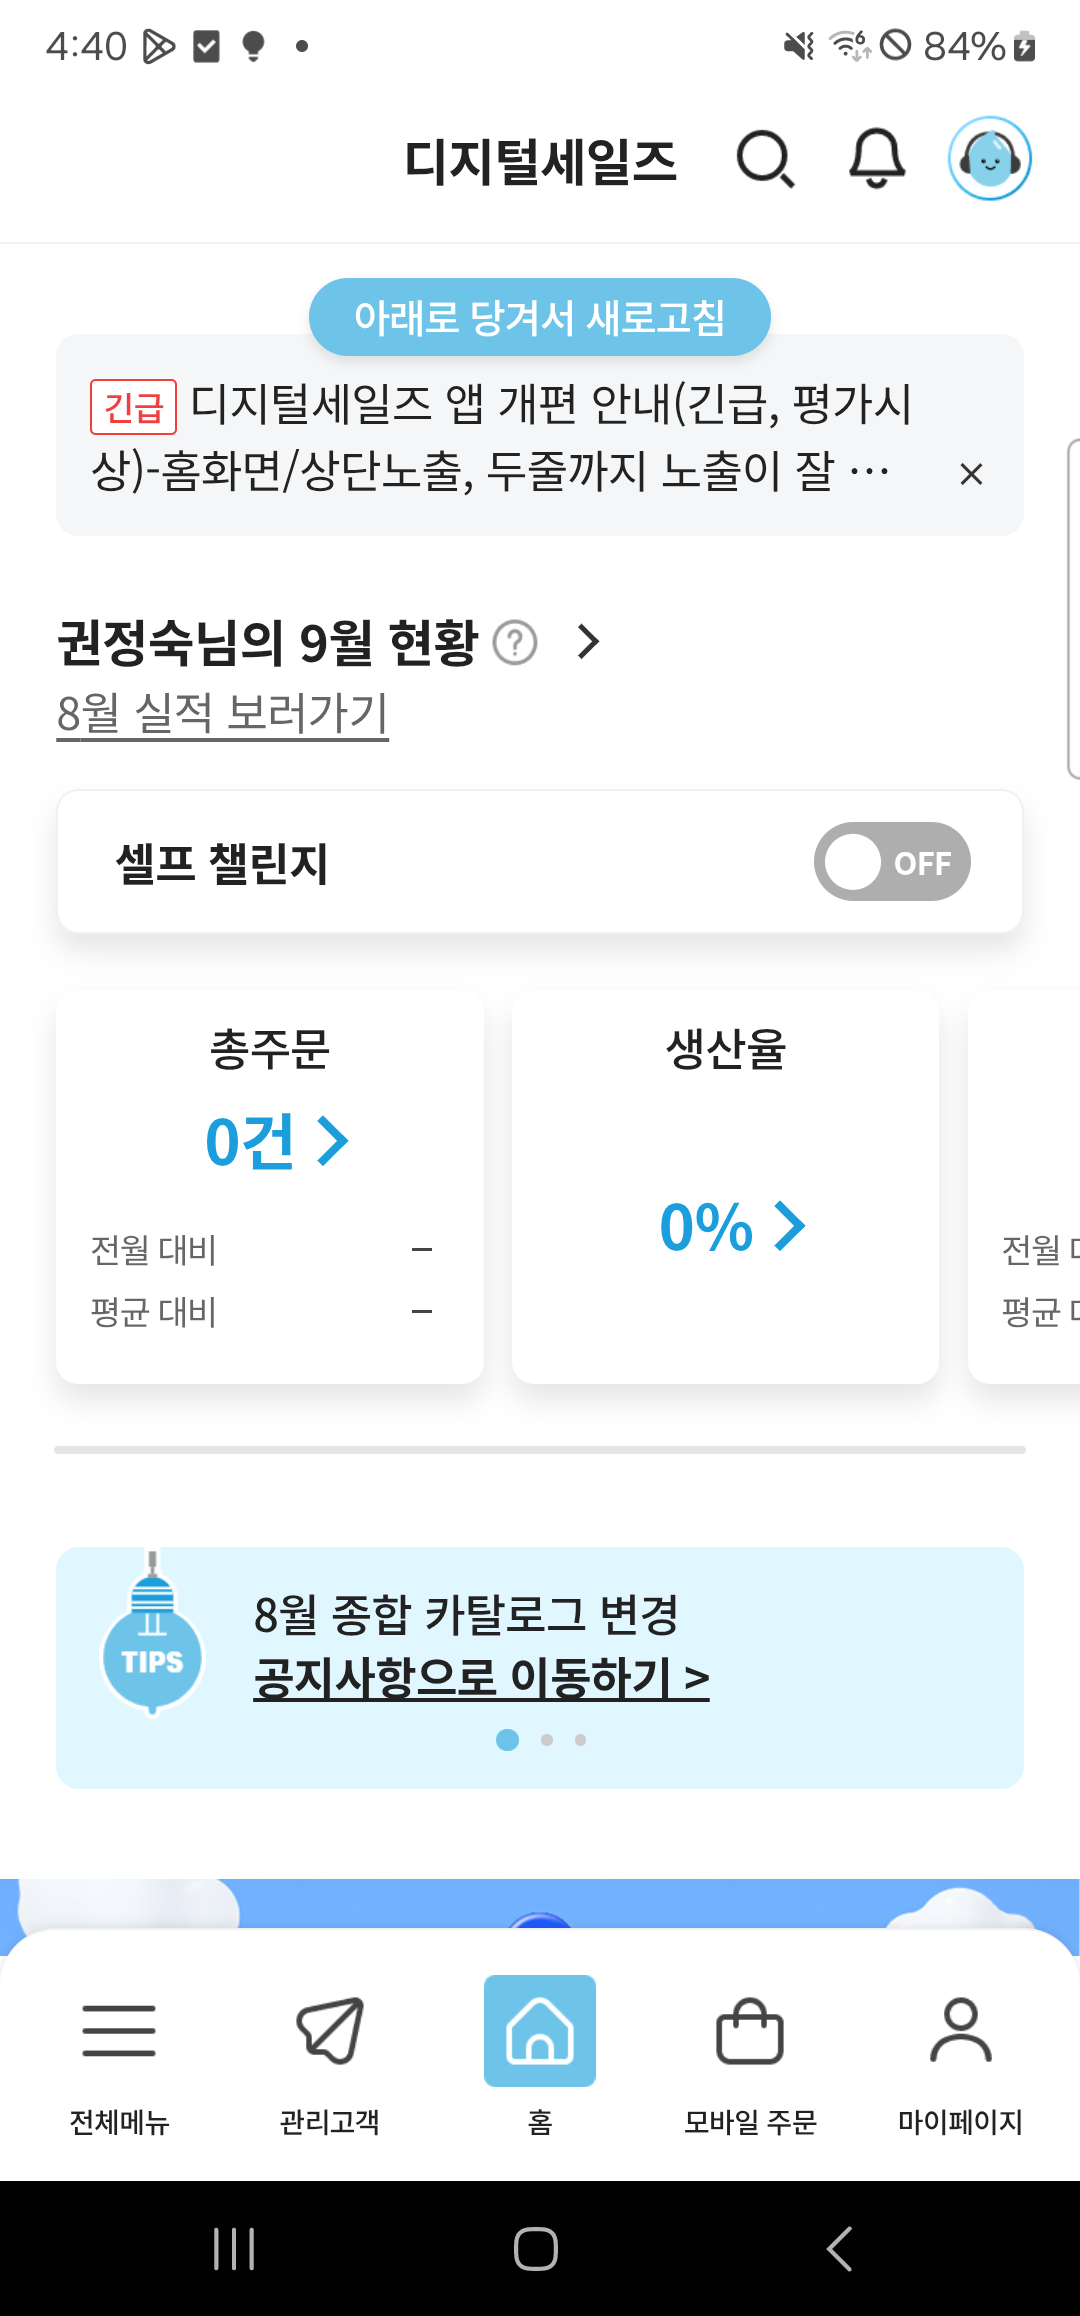 4:40
84%
디지털세일즈
아래로 당겨서 새로고침
긴급 디지털세일즈 앱 개편 안내(긴급, 평가시
상)-홈화면/상단노출, 두줄까지 노출이 잘 …
권정숙님의 9월 현황
8월 실적 보러가기
셀프 챌린지
OFF
총주문
0건
전월 대비 –
평균 대비 –
생산율
0%
전월
평균
TIPS
8월 종합 카탈로그 변경
공지사항으로 이동하기 >
전체메뉴
관리고객
홈
모바일 주문
마이페이지